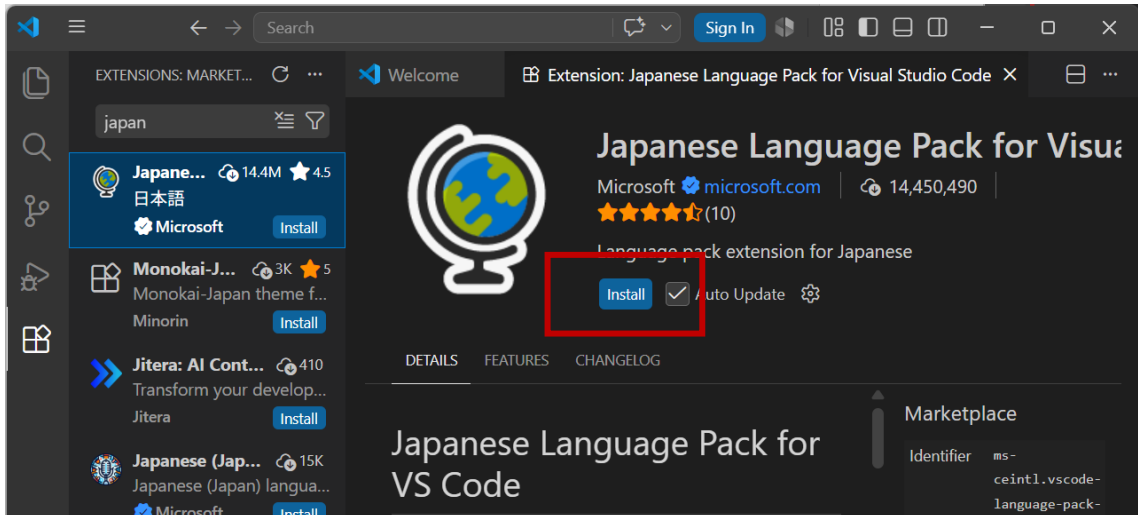 Search
Sign In
EXTENSIONS: MARKET...
Welcome
Extension: Japanese Language Pack for Visual Studio Code
japan
Japane... 14.4M 4.5
日本語
Microsoft Install
Monokai-J... 3K 5
Monokai-Japan theme f...
Minorin Install
Jitera: AI Cont... 410
Transform your develop...
Jitera Install
Japanese (Jap... 15K
Japanese (Japan) langua...
Microsoft Install
Japanese Language Pack for Visua
Microsoft microsoft.com 14,450,490
(10)
Language pack extension for Japanese
Install Auto Update
DETAILS FEATURES CHANGELOG
Japanese Language Pack for
VS Code
Marketplace
Identifier ms-
ceintl.vscode-
language-pack-